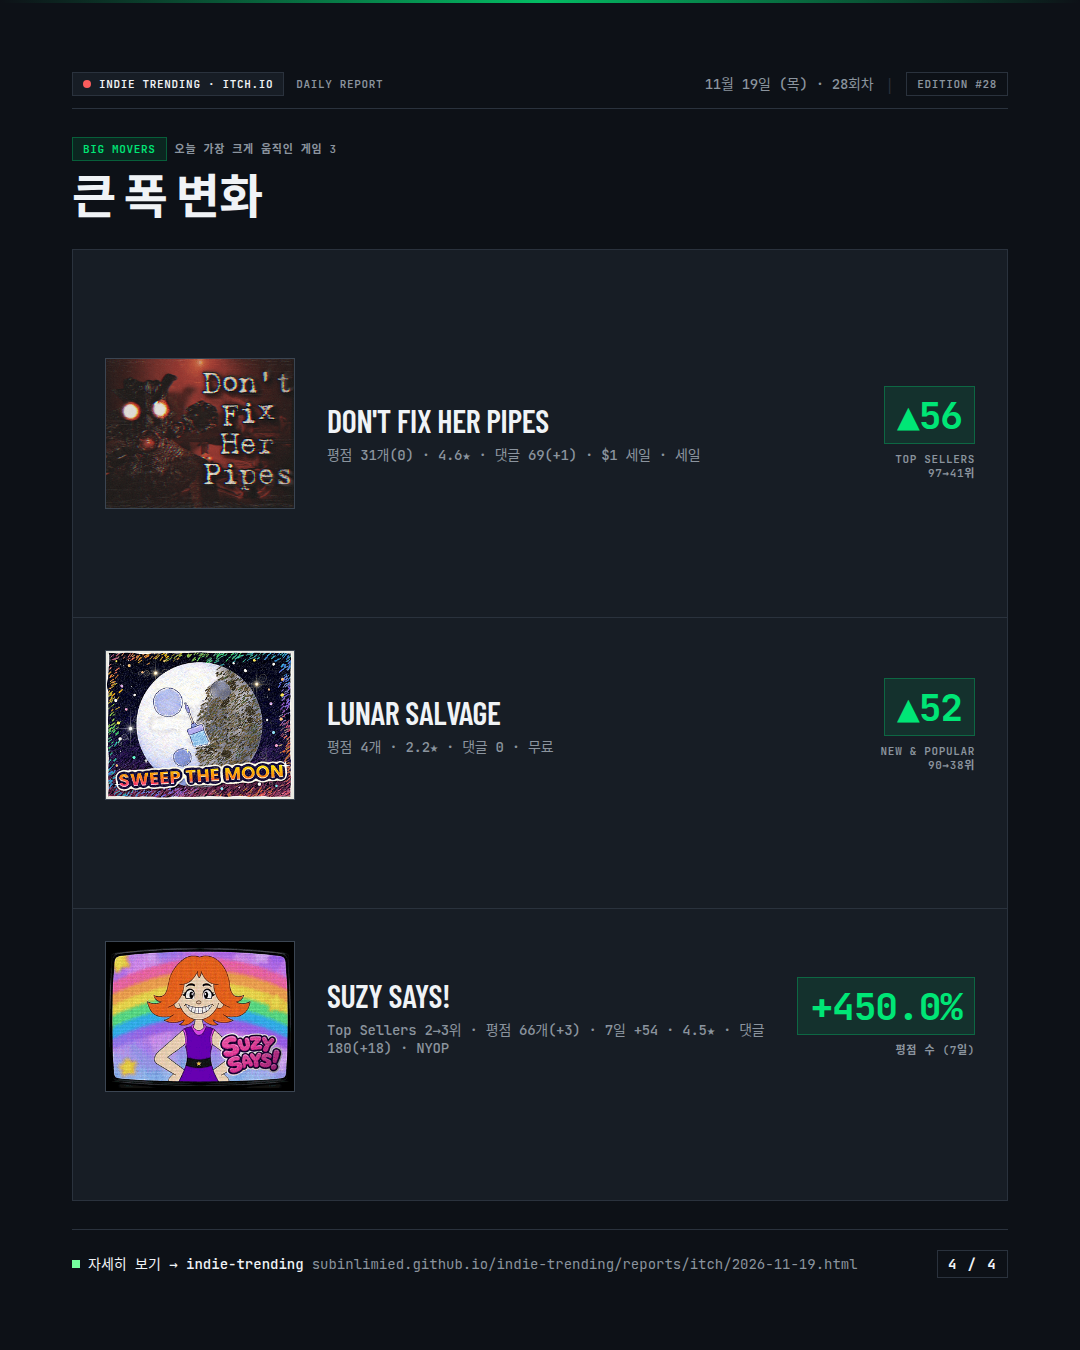 INDIE TRENDING · ITCH.IO DAILY REPORT 11월 19일 (목) · 28회차 EDITION #28
BIG MOVERS 오늘 가장 크게 움직인 게임 3
큰 폭 변화
Don't
Fix
Her
Pipes
DON'T FIX HER PIPES
평점 31개(0) · 4.6★ · 댓글 69(+1) · $1 세일 · 세일
▲56
TOP SELLERS
97→41위
SWEEP THE MOON
LUNAR SALVAGE
평점 4개 · 2.2★ · 댓글 0 · 무료
▲52
NEW & POPULAR
90→38위
SUZY
SAYS!
SUZY SAYS!
Top Sellers 2→3위 · 평점 66개(+3) · 7일 +54 · 4.5★ · 댓글
180(+18) · NYOP
+450.0%
평점 수 (7일)
자세히 보기 → indie-trending subinlimied.github.io/indie-trending/reports/itch/2026-11-19.html 4 / 4